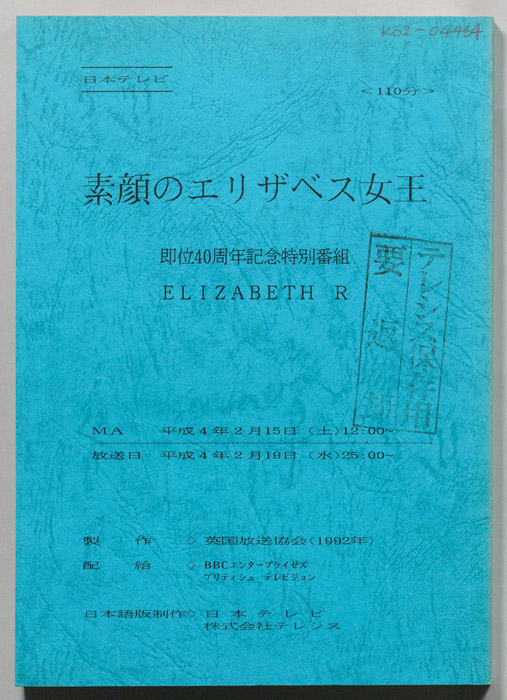 K02-04464
日本テレビ
<110分>
素顔のエリザベス女王
即位40周年記念特別番組
ELIZABETH R
テレシス保存用
要返却
MA 平成4年2月15日(土)12:00~
放送日 平成4年2月19日(水)25:00~
製作◇英国放送協会(1992年)
配給◇BBCエンタープライゼズ
ブリティシュ テレビジョン
日本語版制作◇日本テレビ
株式会社テレシス